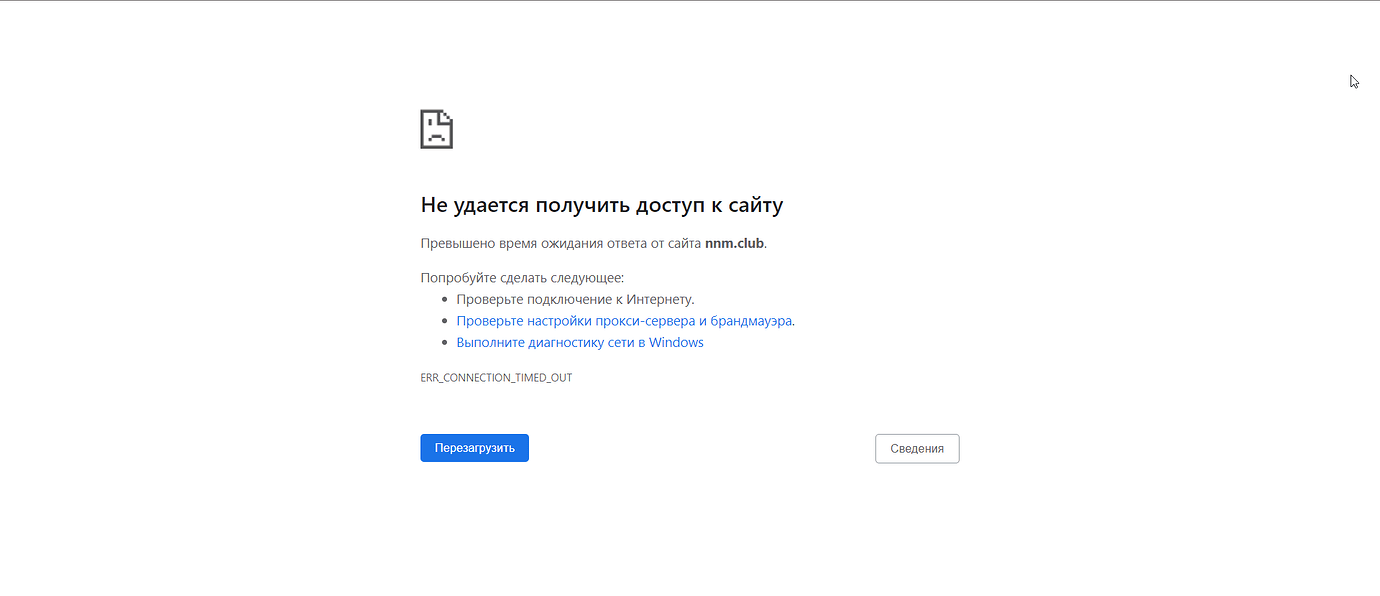 Не удается получить доступ к сайту
Превышено время ожидания ответа от сайта nnm.club.
Попробуйте сделать следующее:
Проверьте подключение к Интернету.
Проверьте настройки прокси-сервера и брандмауэра.
Выполните диагностику сети в Windows
ERR_CONNECTION_TIMED_OUT
Перезагрузить
Сведения